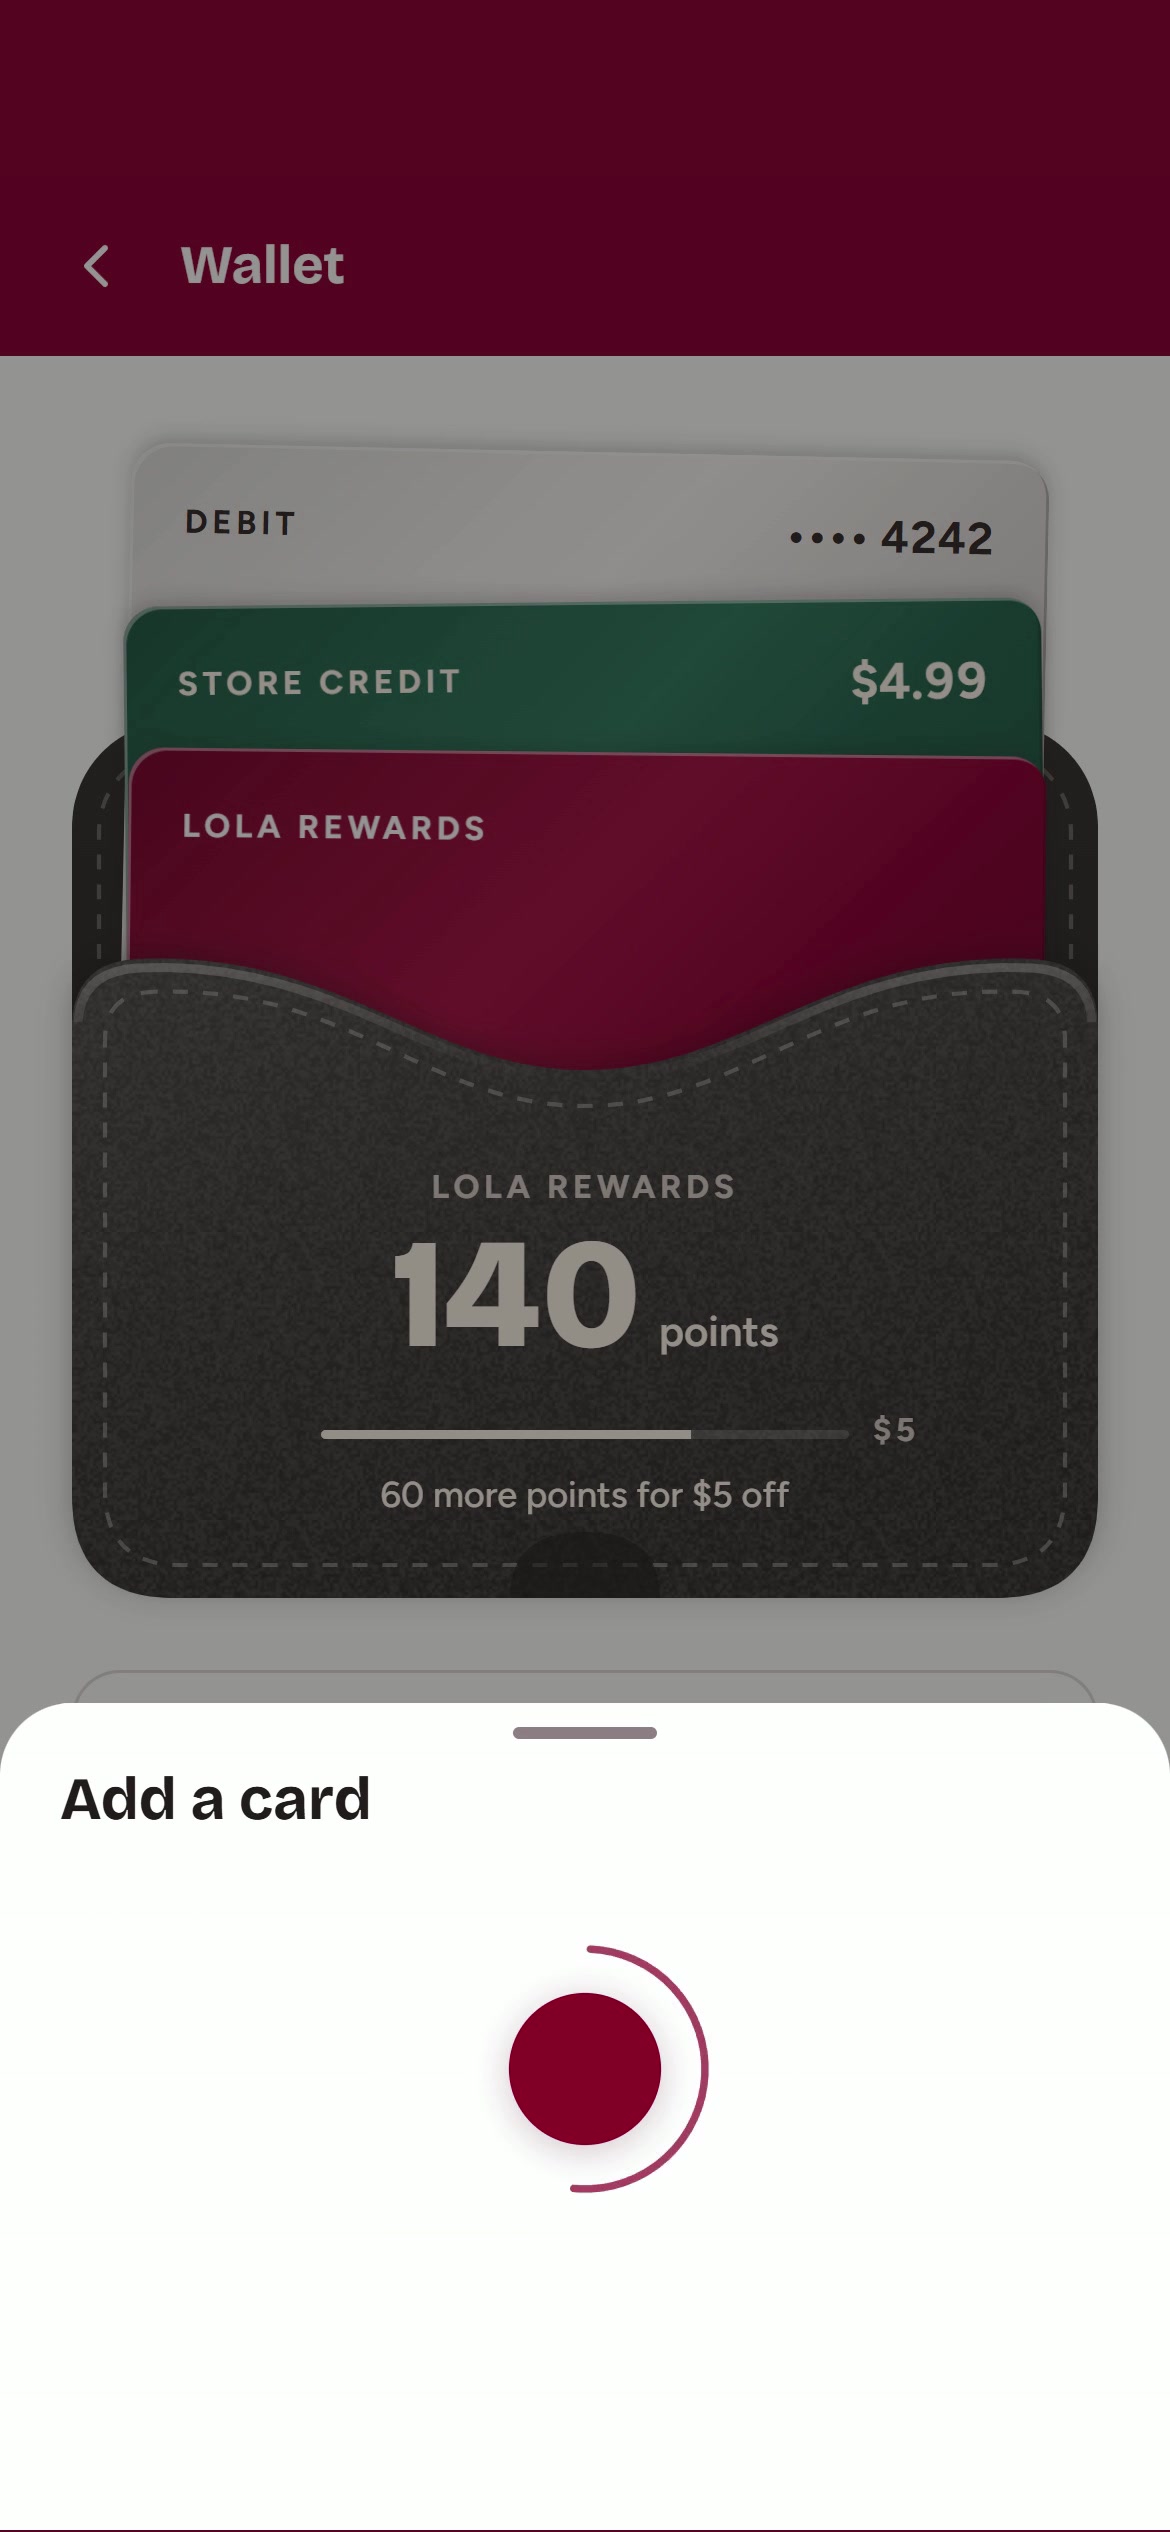 Wallet
DEBIT
•••• 4242
STORE CREDIT
$4.99
LOLA REWARDS
LOLA REWARDS
140 points
$5
60 more points for $5 off
Add a card